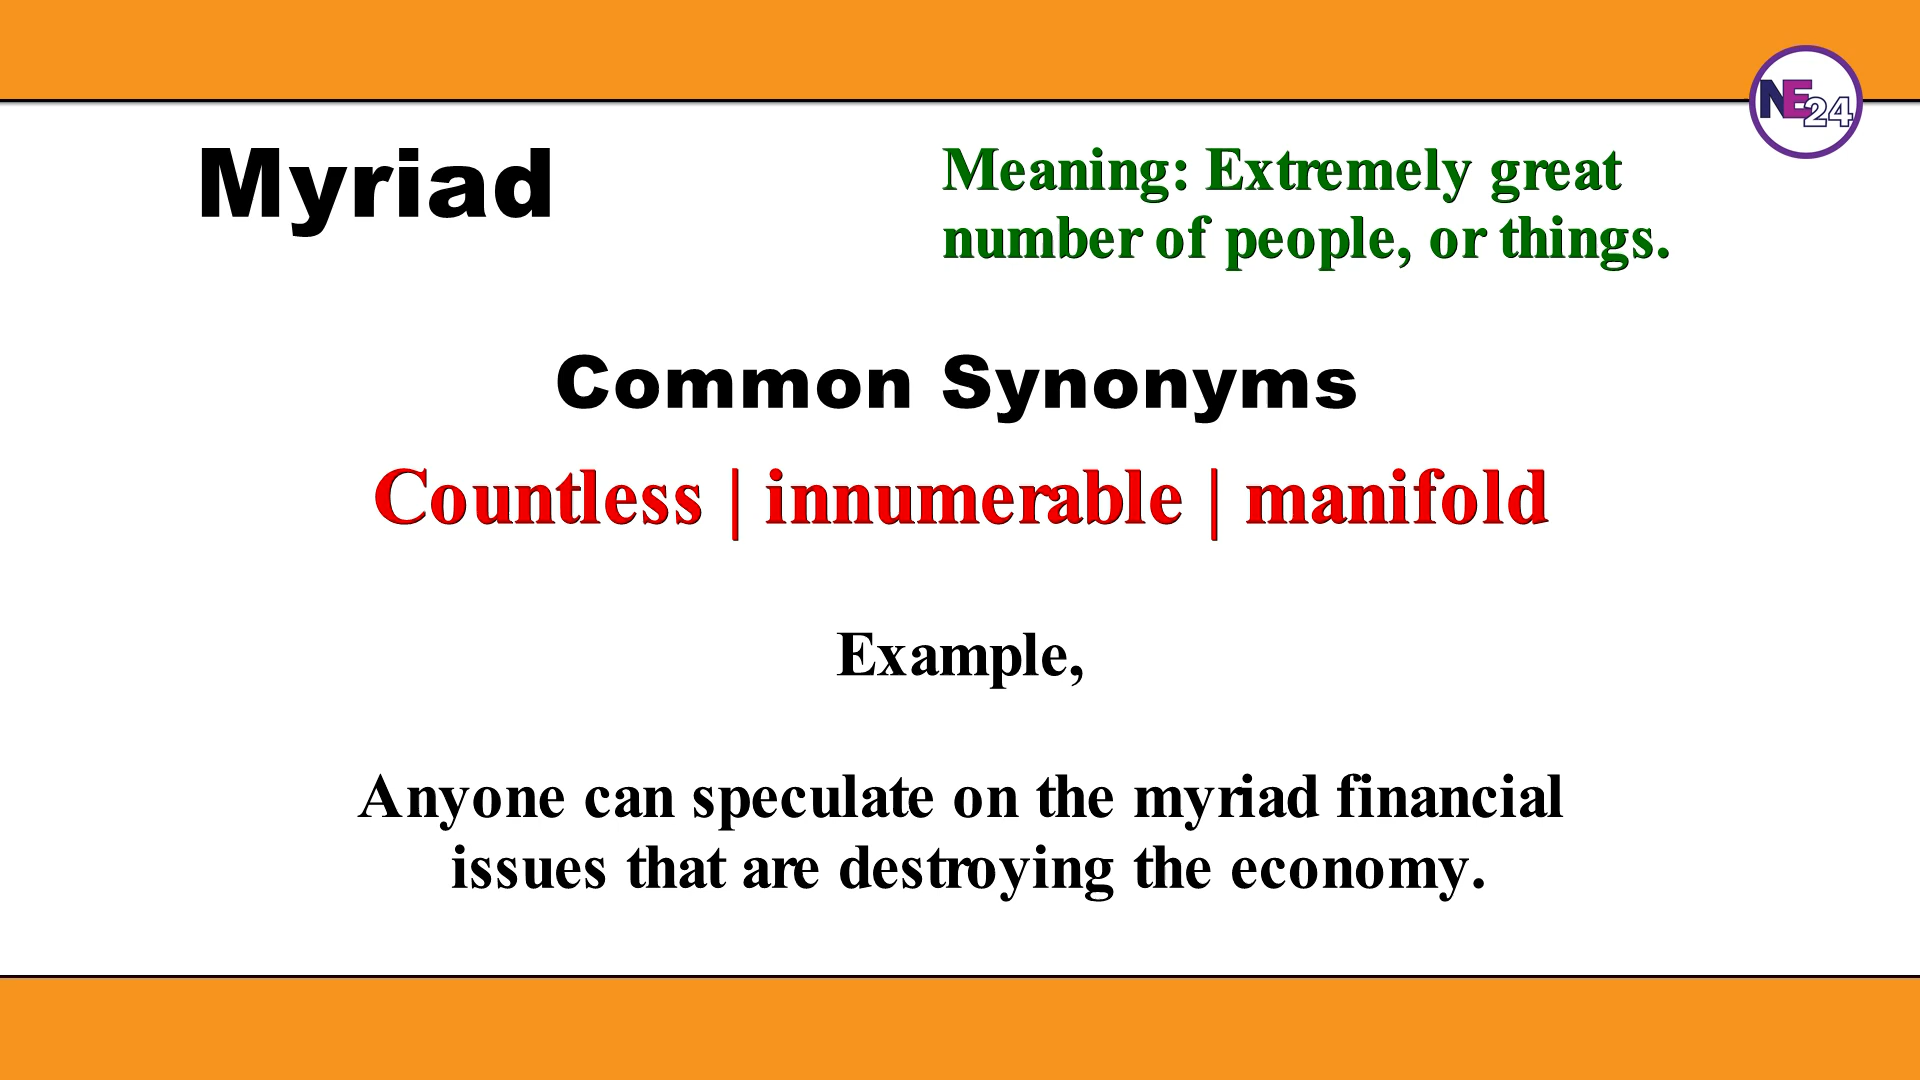 NE24
Myriad
Meaning: Extremely great
number of people, or things.
Common Synonyms
Countless | innumerable | manifold
Example,
Anyone can speculate on the myriad financial
issues that are destroying the economy.